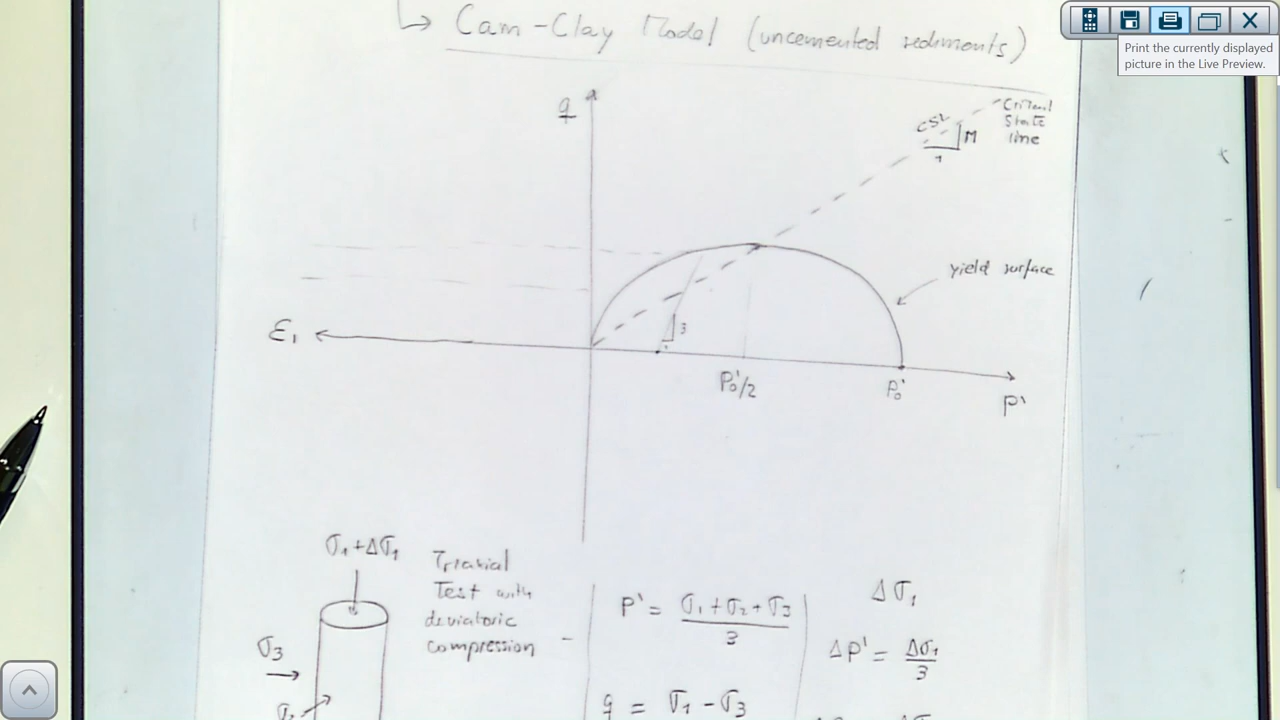 ↳ Cam-Clay Model (uncemented sediments)
Print the currently displayed
picture in the Live Preview.
q
Critical
State
line
CSL
M
1
yield surface
3
ε₁
P₀'/2
P₀'
P'
σ₁+Δσ₁
Triaxial
Test with
deviatoric
compression
σ₃
P' = (σ₁+σ₂+σ₃)/3
q = σ₁-σ₃
Δσ₁
ΔP' = Δσ₁/3